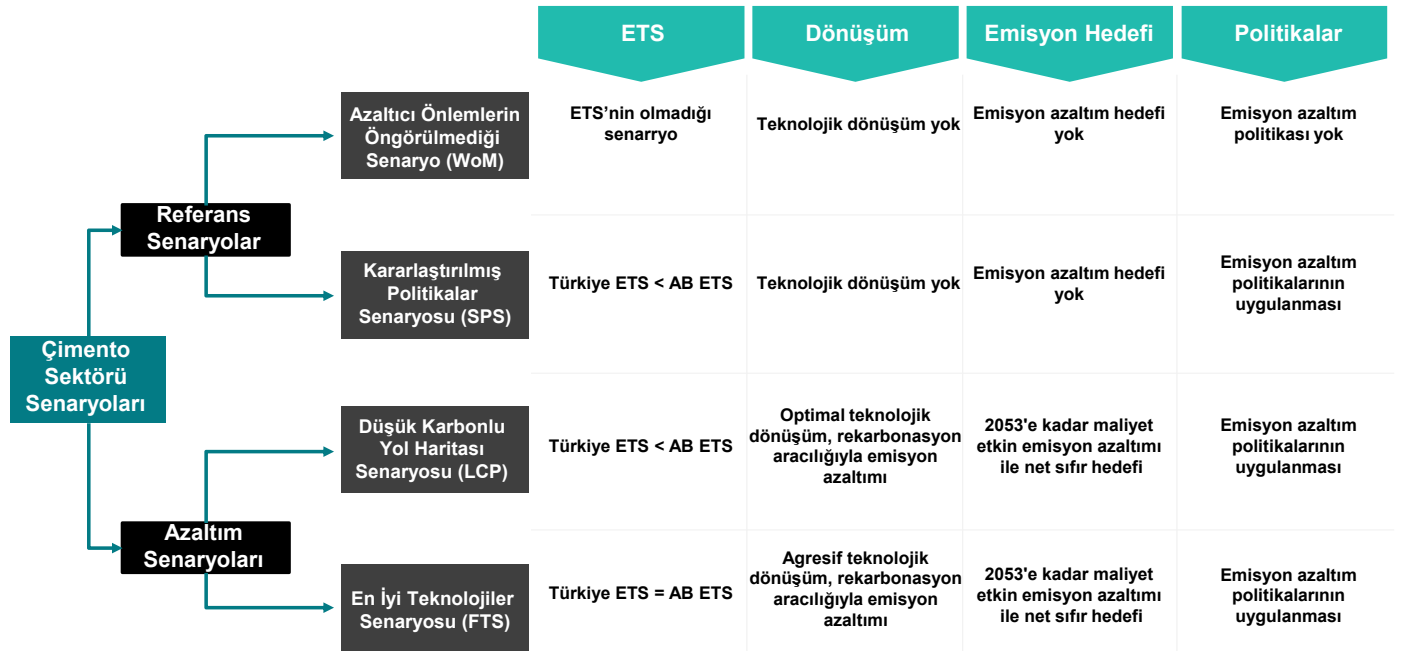 ETS
Dönüşüm
Emisyon Hedefi
Politikalar
Azaltıcı Önlemlerin
Öngörülmediği
Senaryo (WoM)
ETS’nin olmadığı
senarryo
Teknolojik dönüşüm yok
Emisyon azaltım hedefi
yok
Emisyon azaltım
politikası yok
Referans
Senaryolar
Kararlaştırılmış
Politikalar
Senaryosu (SPS)
Türkiye ETS < AB ETS
Teknolojik dönüşüm yok
Emisyon azaltım hedefi
yok
Emisyon azaltım
politikalarının
uygulanması
Çimento
Sektörü
Senaryoları
Düşük Karbonlu
Yol Haritası
Senaryosu (LCP)
Türkiye ETS < AB ETS
Optimal teknolojik
dönüşüm, rekarbonasyon
aracılığıyla emisyon
azaltımı
2053'e kadar maliyet
etkin emisyon azaltımı
ile net sıfır hedefi
Emisyon azaltım
politikalarının
uygulanması
Azaltım
Senaryoları
En İyi Teknolojiler
Senaryosu (FTS)
Türkiye ETS = AB ETS
Agresif teknolojik
dönüşüm, rekarbonasyon
aracılığıyla emisyon
azaltımı
2053'e kadar maliyet
etkin emisyon azaltımı
ile net sıfır hedefi
Emisyon azaltım
politikalarının
uygulanması